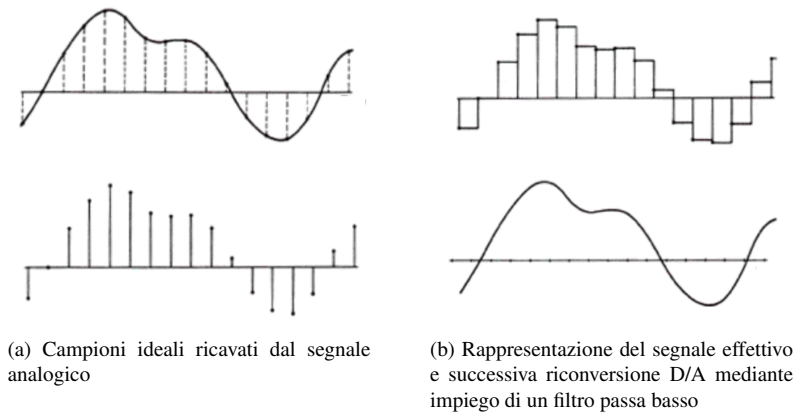 (a) Campioni ideali ricavati dal segnale
analogico
(b) Rappresentazione del segnale effettivo
e successiva riconversione D/A mediante
impiego di un filtro passa basso